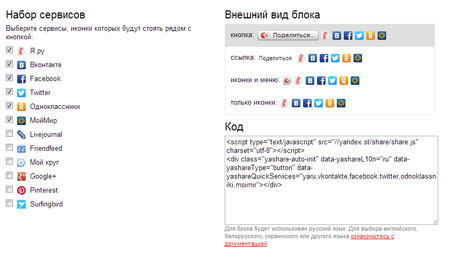 Набор сервисов
Выберите сервисы, иконки которых будут стоять рядом с
кнопкой:
Я.ру
Вконтакте
Facebook
Twitter
Одноклассники
МойМир
Livejournal
Friendfeed
Мой круг
Google+
Pinterest
Surfingbird
Внешний вид блока
кнопка: Поделиться...
ссылка: Поделиться
иконки и меню:
только иконки:
Код
<script type="text/javascript" src="//yandex.st/share/share.js"
charset="utf-8"></script>
<div class="yashare-auto-init" data-yashareL10n="ru" data-
yashareType="button" data-
yashareQuickServices="yaru,vkontakte,facebook,twitter,odnoklass
niki,moimir"></div>
Для блока будет использован русский язык. Для выбора английского,
белорусского, украинского или другого языка ознакомьтесь с
документацией